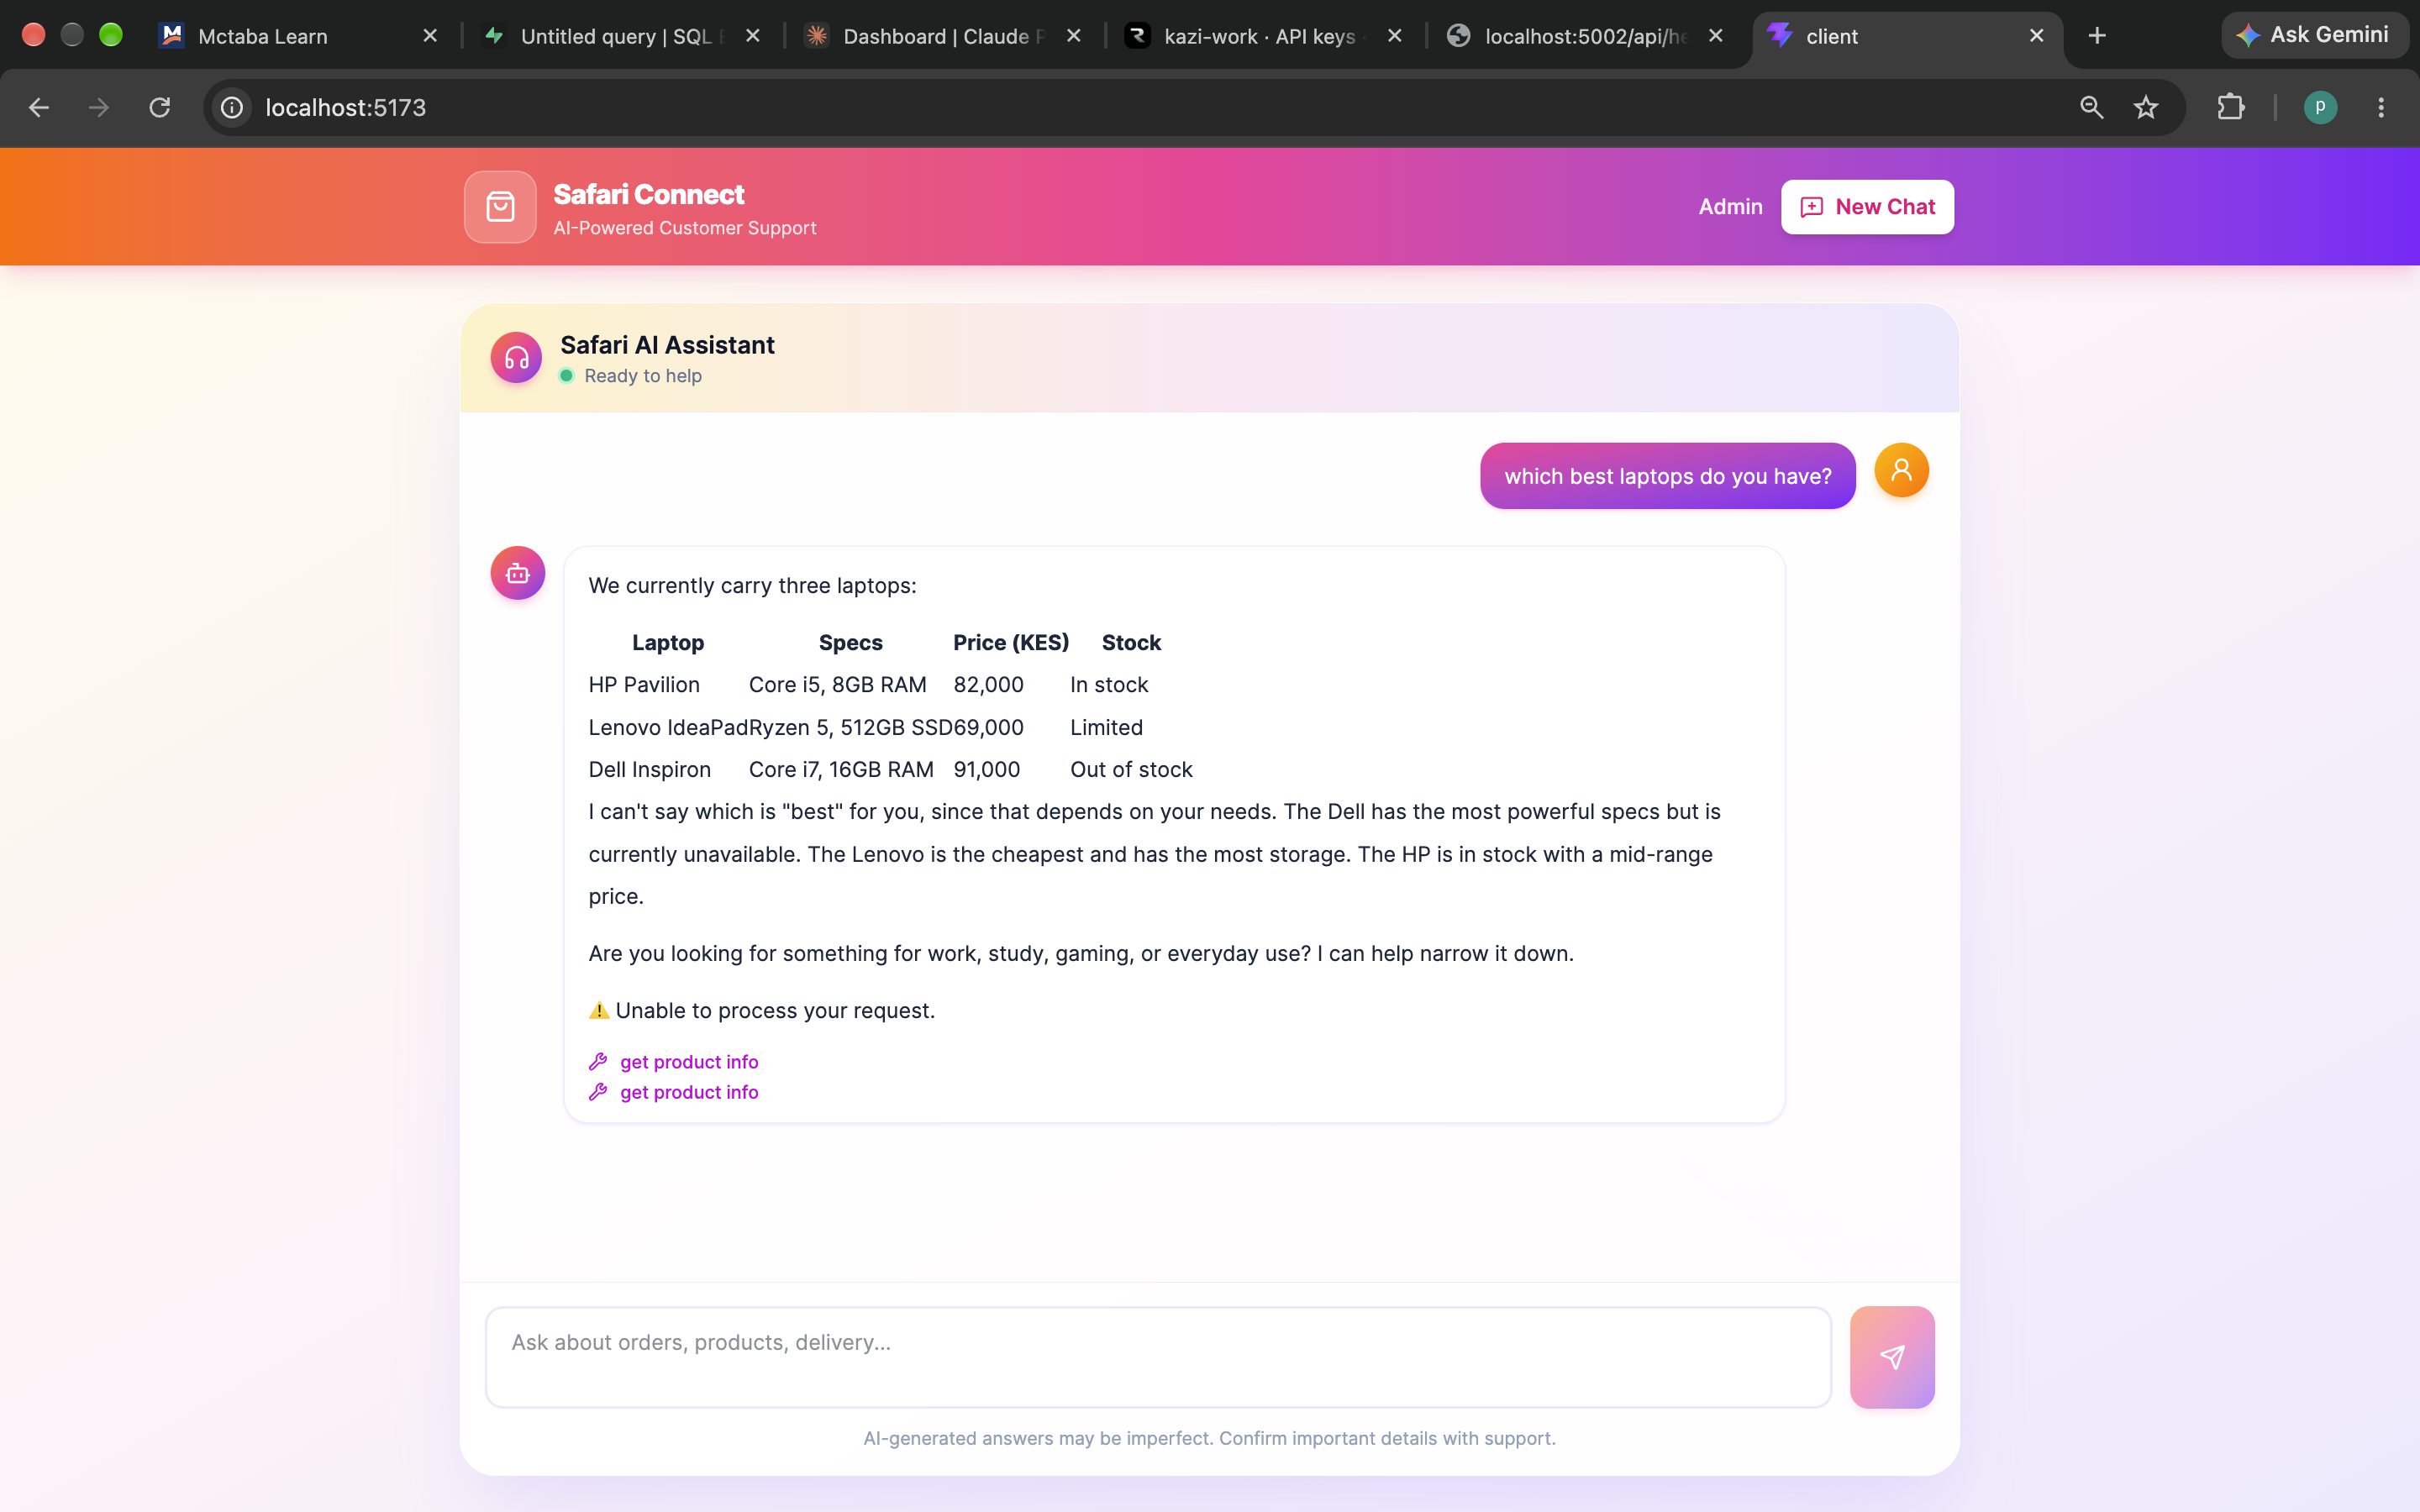 Mctaba Learn
Untitled query | SQL
Dashboard | Claude
kazi-work · API keys
localhost:5002/api/he
client
Ask Gemini
localhost:5173
p
Safari Connect
AI-Powered Customer Support
Admin
New Chat
Safari AI Assistant
Ready to help
which best laptops do you have?
We currently carry three laptops:
Laptop Specs Price (KES) Stock
HP Pavilion Core i5, 8GB RAM 82,000 In stock
Lenovo IdeaPad Ryzen 5, 512GB SSD 69,000 Limited
Dell Inspiron Core i7, 16GB RAM 91,000 Out of stock
I can't say which is "best" for you, since that depends on your needs. The Dell has the most powerful specs but is
currently unavailable. The Lenovo is the cheapest and has the most storage. The HP is in stock with a mid-range
price.
Are you looking for something for work, study, gaming, or everyday use? I can help narrow it down.
⚠️ Unable to process your request.
get product info
get product info
Ask about orders, products, delivery...
AI-generated answers may be imperfect. Confirm important details with support.